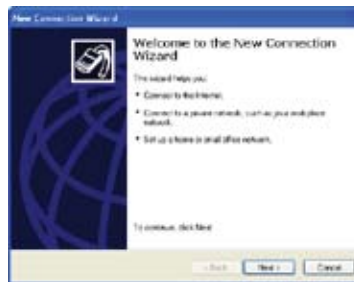 New Connection Wizard
Welcome to the New Connection
Wizard
This wizard helps you:
• Connect to the Internet.
• Connect to a private network, such as your workplace
network.
• Set up a home or small office network.
To continue, click Next
< Back
Next >
Cancel